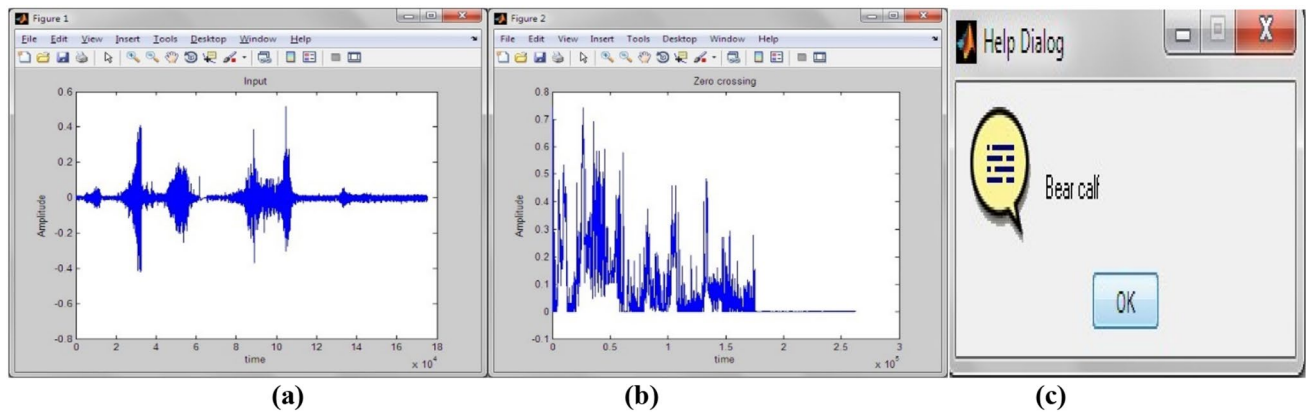 Figure 1
File Edit View Insert Tools Desktop Window Help
Input
0.6
0.4
0.2
0
-0.2
-0.4
-0.6
-0.8
Amplitude
0 2 4 6 8 10 12 14 16 18
time
x 10^4
(a)
Figure 2
File Edit View Insert Tools Desktop Window Help
Zero crossing
0.8
0.7
0.6
0.5
0.4
0.3
0.2
0.1
0
-0.1
Amplitude
0 0.5 1 1.5 2 2.5 3
time
x 10^5
(b)
Help Dialog
X
Bear calf
OK
(c)